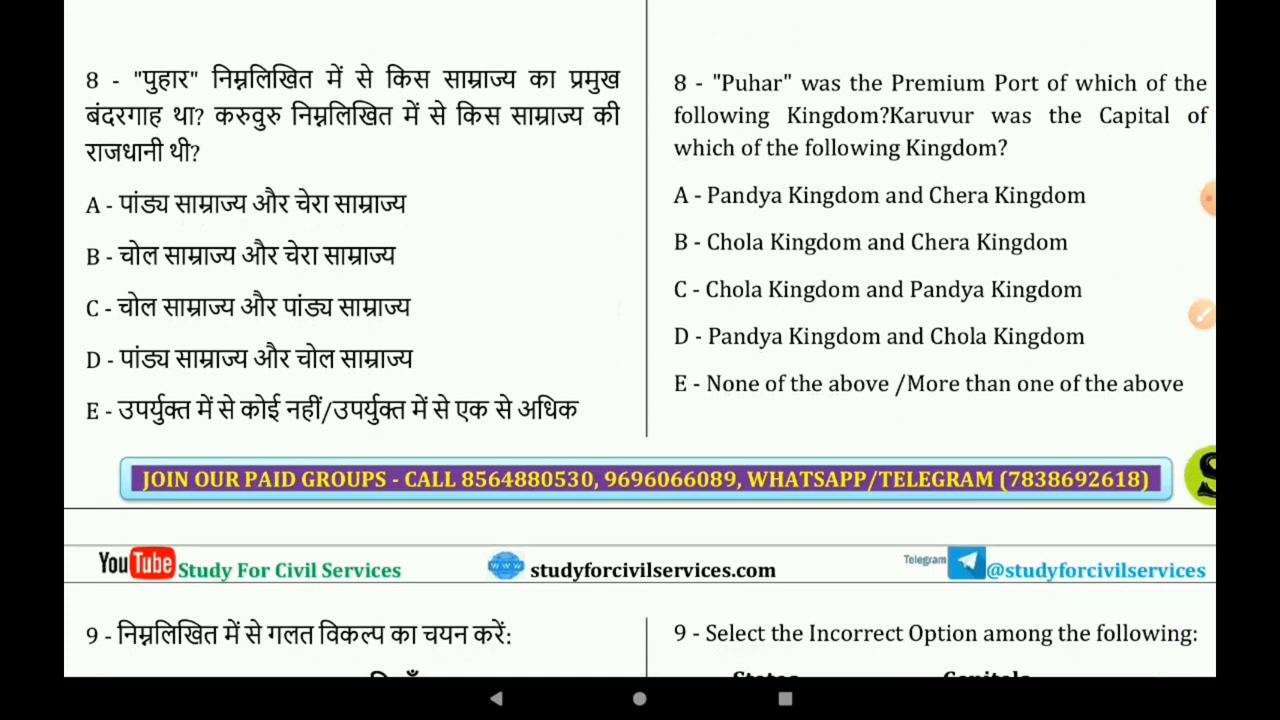 8 - "पुहार" निम्नलिखित में से किस साम्राज्य का प्रमुख
बंदरगाह था? करुवुरु निम्नलिखित में से किस साम्राज्य की
राजधानी थी?
A - पांड्य साम्राज्य और चेरा साम्राज्य
B - चोल साम्राज्य और चेरा साम्राज्य
C - चोल साम्राज्य और पांड्य साम्राज्य
D - पांड्य साम्राज्य और चोल साम्राज्य
E - उपर्युक्त में से कोई नहीं/उपर्युक्त में से एक से अधिक
8 - "Puhar" was the Premium Port of which of the
following Kingdom?Karuvur was the Capital of
which of the following Kingdom?
A - Pandya Kingdom and Chera Kingdom
B - Chola Kingdom and Chera Kingdom
C - Chola Kingdom and Pandya Kingdom
D - Pandya Kingdom and Chola Kingdom
E - None of the above /More than one of the above
JOIN OUR PAID GROUPS - CALL 8564880530, 9696066089, WHATSAPP/TELEGRAM (7838692618)
YouTube Study For Civil Services
www studyforcivilservices.com
Telegram @studyforcivilservices
9 - निम्नलिखित में से गलत विकल्प का चयन करें:
9 - Select the Incorrect Option among the following:
States Capitals